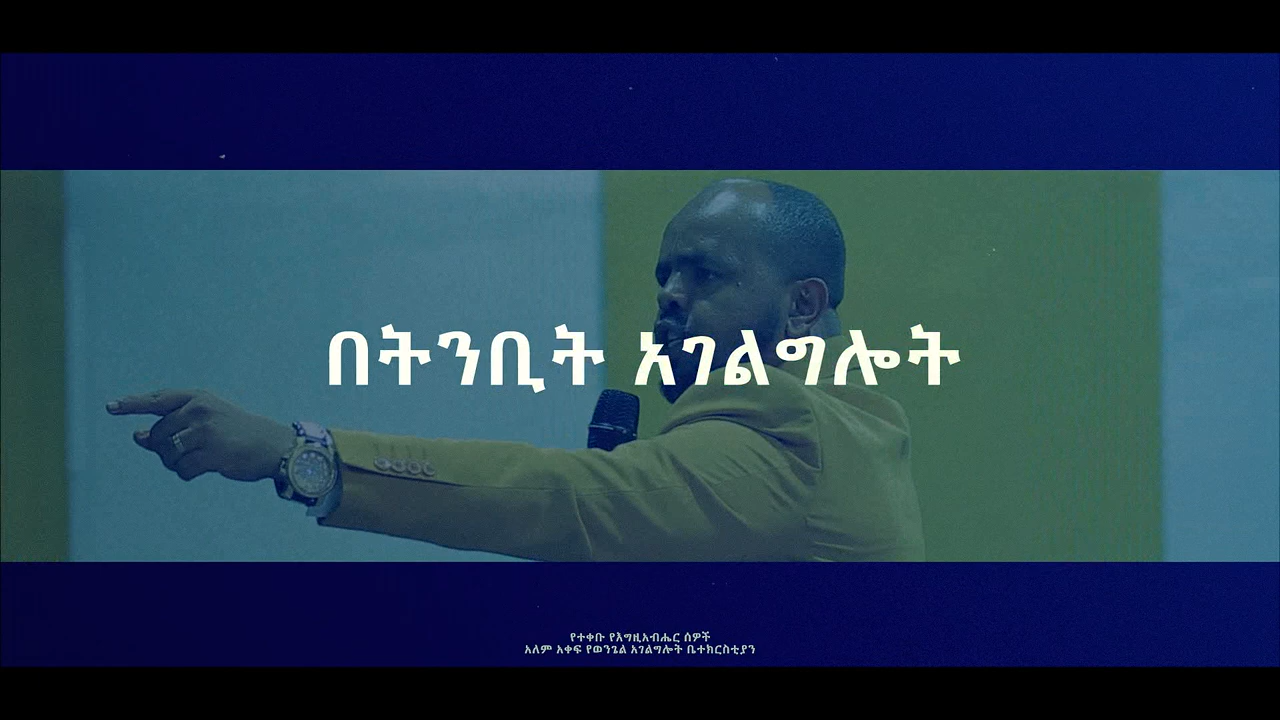 በትንቢት አገልግሎት
የተቀቡ የእግዚአብሔር ሰዎች
አለም አቀፍ የወንጌል አገልግሎት ቤተክርስቲያን